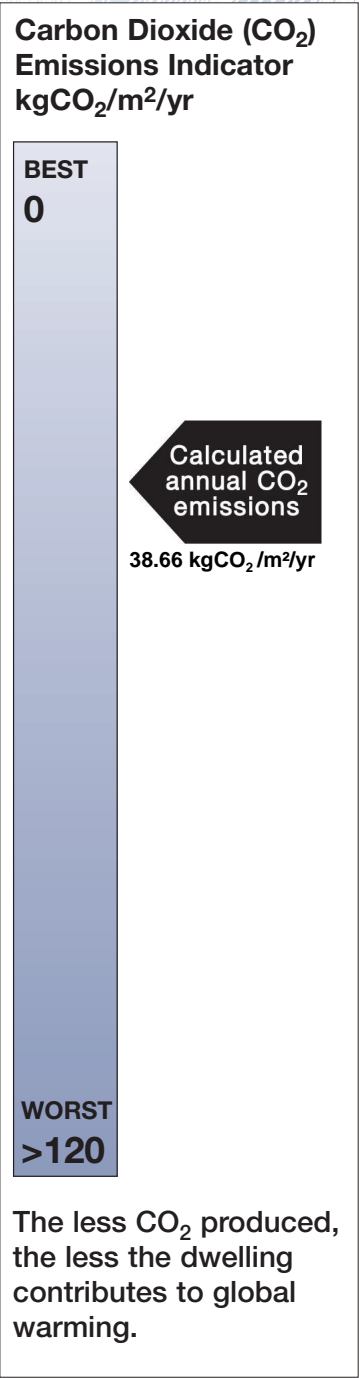 Carbon Dioxide (CO₂)
Emissions Indicator
kgCO₂/m²/yr
BEST
0
Calculated
annual CO₂
emissions
38.66 kgCO₂/m²/yr
WORST
>120
The less CO₂ produced,
the less the dwelling
contributes to global
warming.